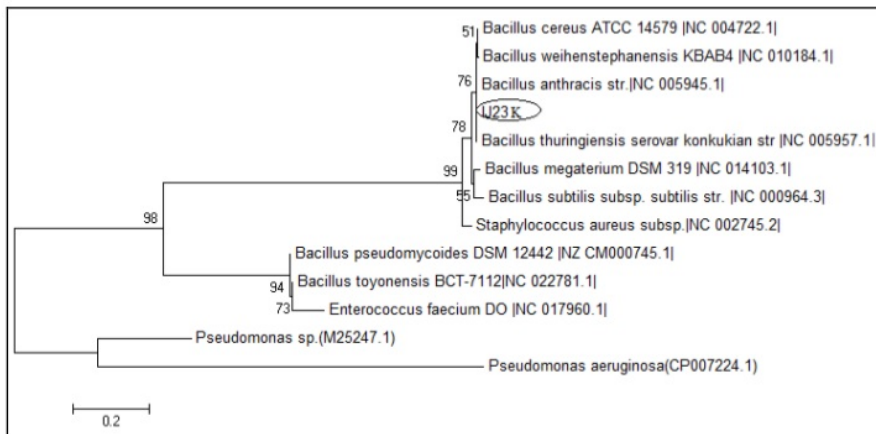 51
Bacillus cereus ATCC 14579 |NC 004722.1|
Bacillus weihenstephanensis KBAB4 |NC 010184.1|
76
Bacillus anthracis str.|NC 005945.1|
IJ23K
78
Bacillus thuringiensis serovar konkukian str |NC 005957.1|
99
Bacillus megaterium DSM 319 |NC 014103.1|
55
Bacillus subtilis subsp. subtilis str. |NC 000964.3|
98
Staphylococcus aureus subsp.|NC 002745.2|
Bacillus pseudomycoides DSM 12442 |NZ CM000745.1|
94
Bacillus toyonensis BCT-7112|NC 022781.1|
73
Enterococcus faecium DO |NC 017960.1|
Pseudomonas sp.(M25247.1)
Pseudomonas aeruginosa(CP007224.1)
0.2